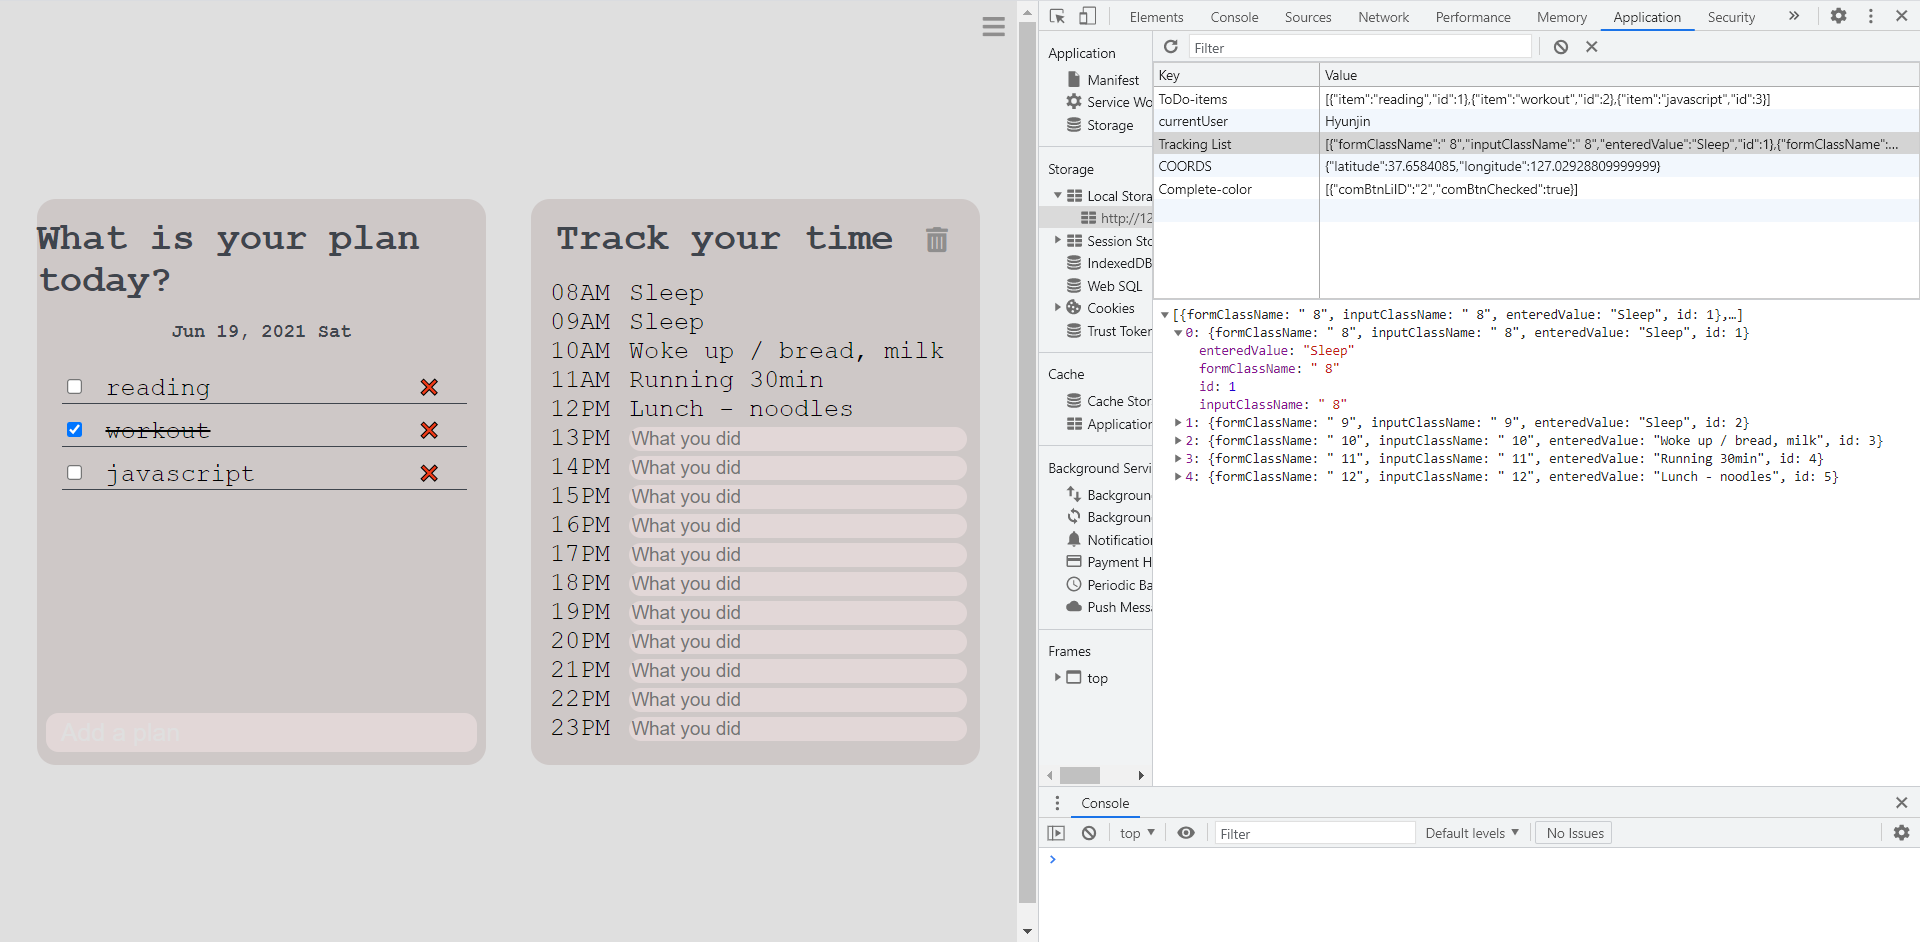 What is your plan
today?
Jun 19, 2021 Sat
reading
workout
javascript
Add a plan
Track your time
08AM Sleep
09AM Sleep
10AM Woke up / bread, milk
11AM Running 30min
12PM Lunch - noodles
13PM What you did
14PM What you did
15PM What you did
16PM What you did
17PM What you did
18PM What you did
19PM What you did
20PM What you did
21PM What you did
22PM What you did
23PM What you did
Elements Console Sources Network Performance Memory Application Security
Application
Manifest
Service Wo
Storage
Storage
Local Stora
http://12
Session Sto
IndexedDB
Web SQL
Cookies
Trust Token
Cache
Cache Stor
Application
Background Servi
Backgroun
Backgroun
Notification
Payment H
Periodic Ba
Push Messa
Frames
top
Filter
Key Value
ToDo-items [{"item":"reading","id":1},{"item":"workout","id":2},{"item":"javascript","id":3}]
currentUser Hyunjin
Tracking List [{"formClassName":" 8","inputClassName":" 8","enteredValue":"Sleep","id":1},{"formClassName":...
COORDS {"latitude":37.6584085,"longitude":127.02928809999999}
Complete-color [{"comBtnLiID":"2","comBtnChecked":true}]
[{formClassName: " 8", inputClassName: " 8", enteredValue: "Sleep", id: 1},…]
0: {formClassName: " 8", inputClassName: " 8", enteredValue: "Sleep", id: 1}
enteredValue: "Sleep"
formClassName: " 8"
id: 1
inputClassName: " 8"
1: {formClassName: " 9", inputClassName: " 9", enteredValue: "Sleep", id: 2}
2: {formClassName: " 10", inputClassName: " 10", enteredValue: "Woke up / bread, milk", id: 3}
3: {formClassName: " 11", inputClassName: " 11", enteredValue: "Running 30min", id: 4}
4: {formClassName: " 12", inputClassName: " 12", enteredValue: "Lunch - noodles", id: 5}
Console
top Filter Default levels No Issues